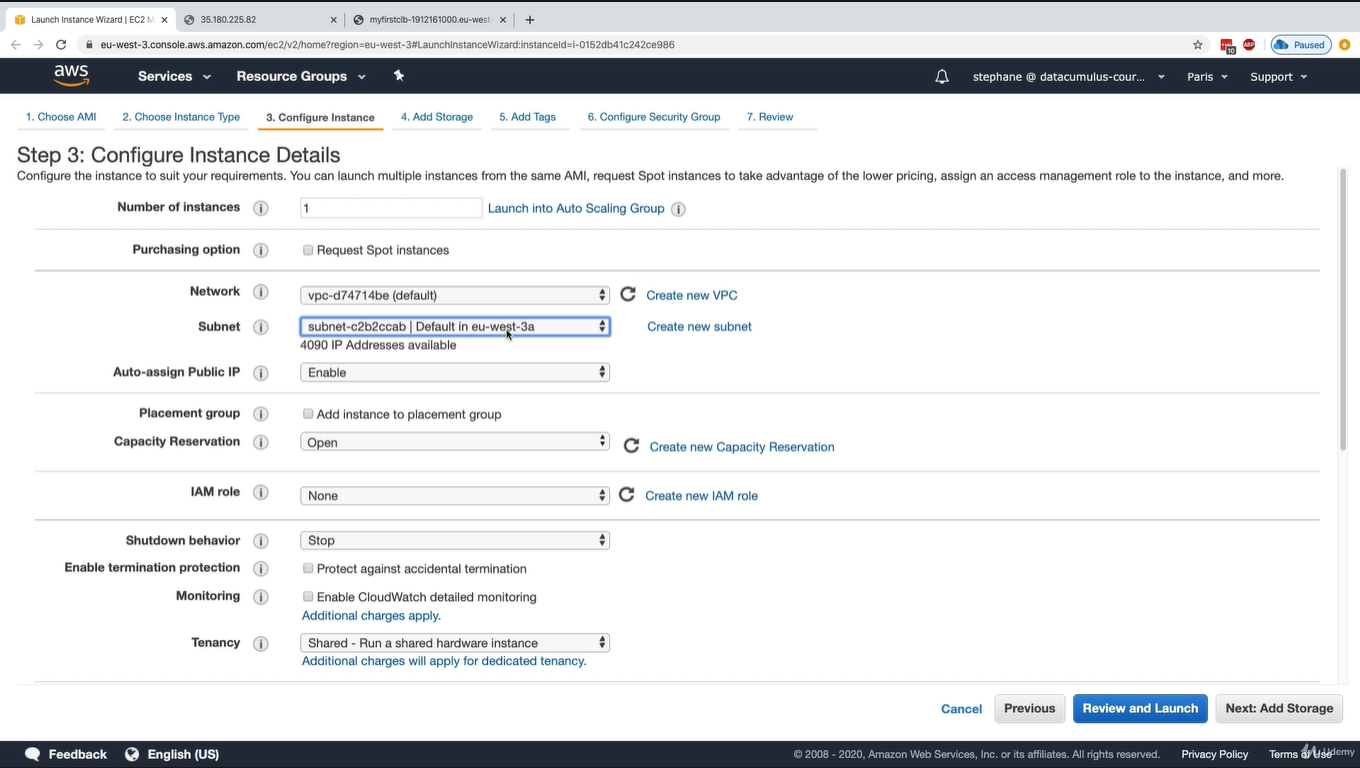 Launch Instance Wizard | EC2 M
35.180.225.82
myfirstclb-1912161000.eu-west-
eu-west-3.console.aws.amazon.com/ec2/v2/home?region=eu-west-3#LaunchInstanceWizard:instanceId=i-0152db41c242ce986
10
ABP
Paused
aws
Services
Resource Groups
stephane @ datacumulus-cour...
Paris
Support
1. Choose AMI
2. Choose Instance Type
3. Configure Instance
4. Add Storage
5. Add Tags
6. Configure Security Group
7. Review
Step 3: Configure Instance Details
Configure the instance to suit your requirements. You can launch multiple instances from the same AMI, request Spot instances to take advantage of the lower pricing, assign an access management role to the instance, and more.
Number of instances
1
Launch into Auto Scaling Group
Purchasing option
Request Spot instances
Network
vpc-d74714be (default)
Create new VPC
Subnet
subnet-c2b2ccab | Default in eu-west-3a
Create new subnet
4090 IP Addresses available
Auto-assign Public IP
Enable
Placement group
Add instance to placement group
Capacity Reservation
Open
Create new Capacity Reservation
IAM role
None
Create new IAM role
Shutdown behavior
Stop
Enable termination protection
Protect against accidental termination
Monitoring
Enable CloudWatch detailed monitoring
Additional charges apply.
Tenancy
Shared - Run a shared hardware instance
Additional charges will apply for dedicated tenancy.
Cancel
Previous
Review and Launch
Next: Add Storage
Feedback
English (US)
© 2008 - 2020, Amazon Web Services, Inc. or its affiliates. All rights reserved.
Privacy Policy
Terms of Use
Udemy